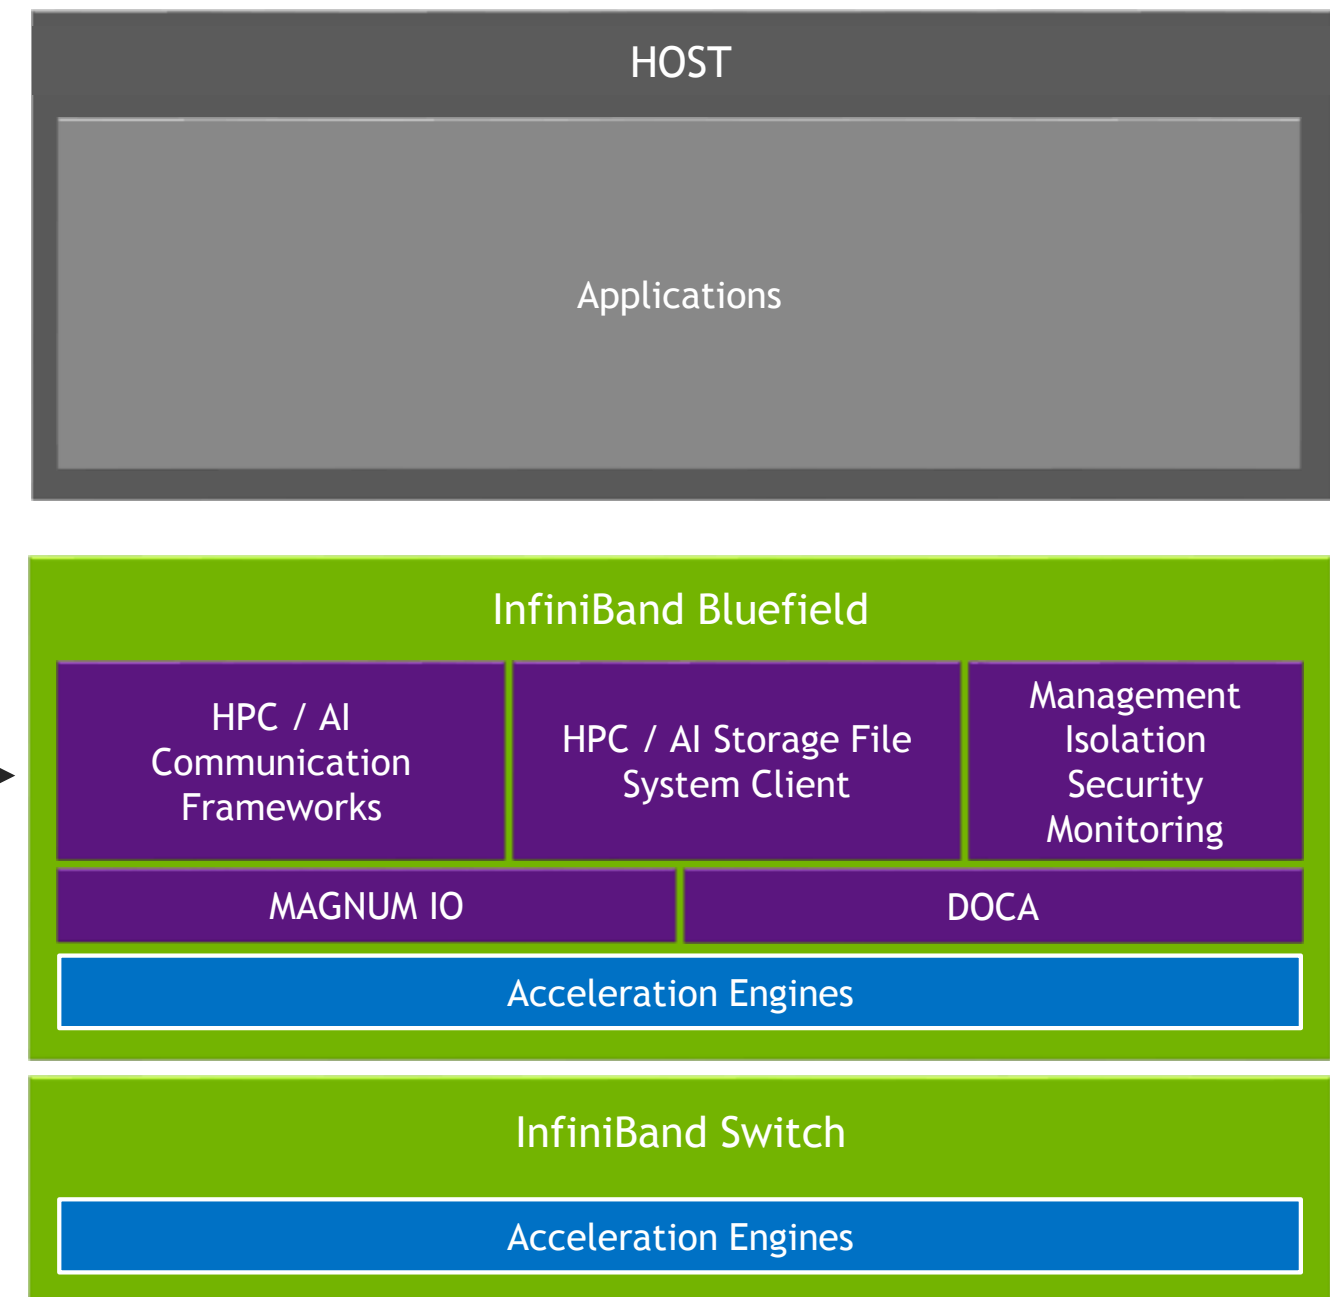 HOST
Applications
InfiniBand Bluefield
HPC / AI
Communication
Frameworks
HPC / AI Storage File
System Client
Management
Isolation
Security
Monitoring
MAGNUM IO
DOCA
Acceleration Engines
InfiniBand Switch
Acceleration Engines